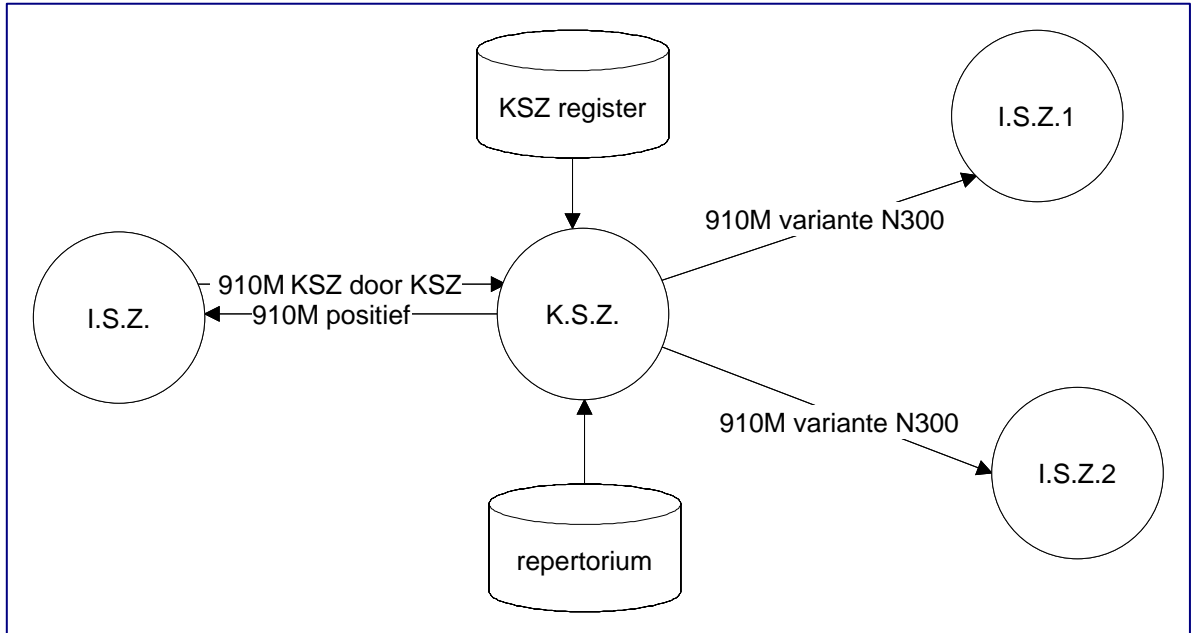 KSZ register
I.S.Z.1
910M variante N300
910M KSZ door KSZ
I.S.Z.
910M positief
K.S.Z.
910M variante N300
I.S.Z.2
repertorium